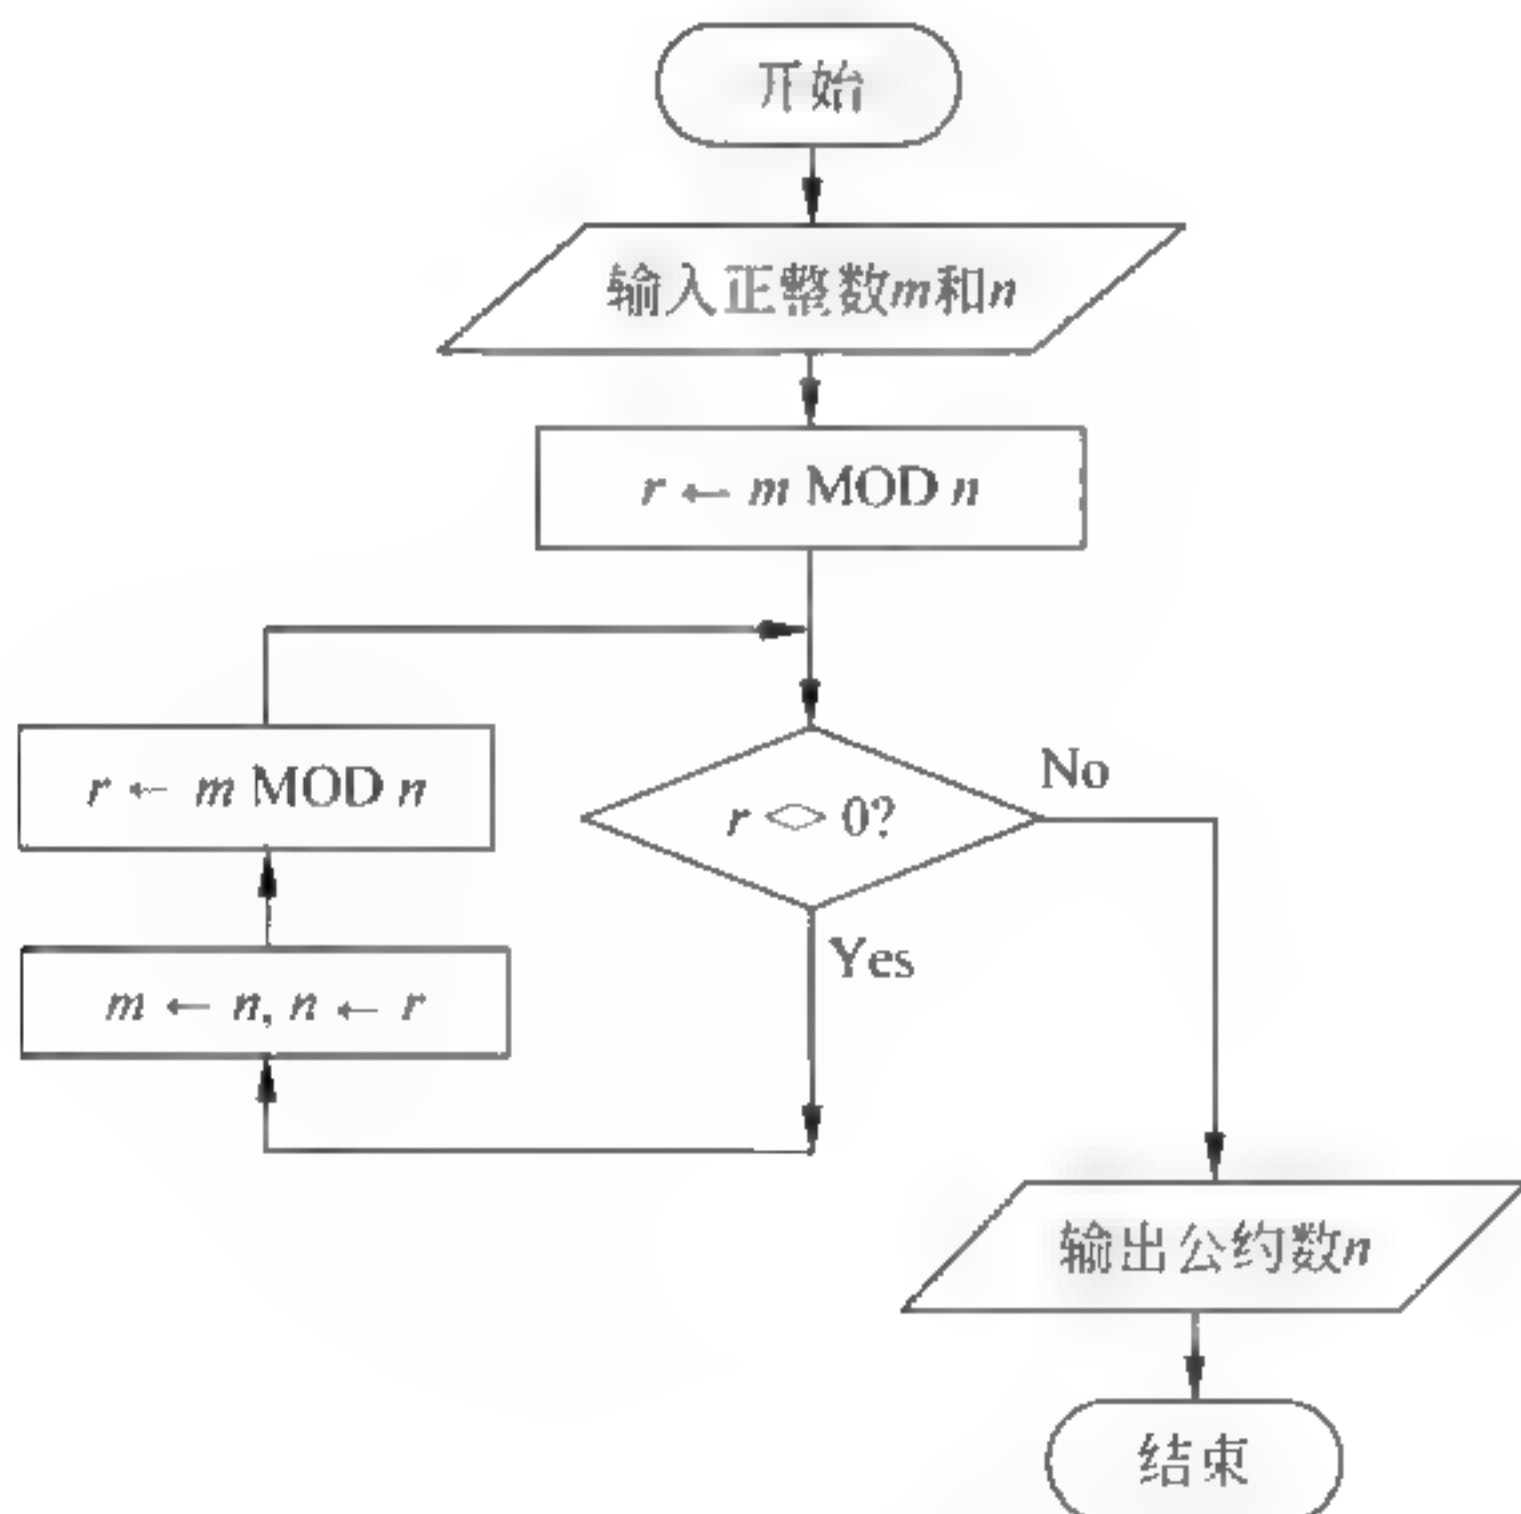 开始
输入正整数m和n
r ← m MOD n
r ← m MOD n
r <> 0?
No
Yes
m ← n, n ← r
输出公约数n
结束